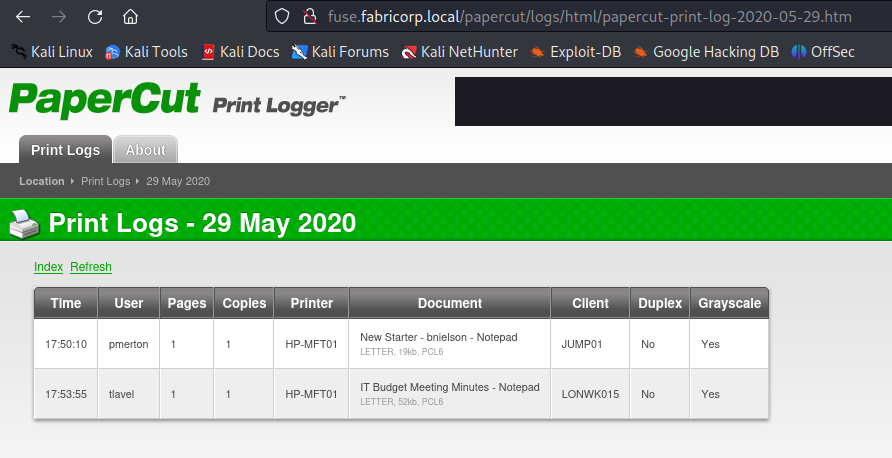 fuse.fabricorp.local/papercut/logs/html/papercut-print-log-2020-05-29.htm
Kali Linux Kali Tools Kali Docs Kali Forums Kali NetHunter Exploit-DB Google Hacking DB OffSec
PaperCut Print Logger™
Print Logs About
Location Print Logs 29 May 2020
Print Logs - 29 May 2020
Index Refresh
Time User Pages Copies Printer Document Client Duplex Grayscale
17:50:10 pmerton 1 1 HP-MFT01 New Starter - bnielson - Notepad JUMP01 No Yes
LETTER, 19kb, PCL6
17:53:55 tlavel 1 1 HP-MFT01 IT Budget Meeting Minutes - Notepad LONWK015 No Yes
LETTER, 52kb, PCL6